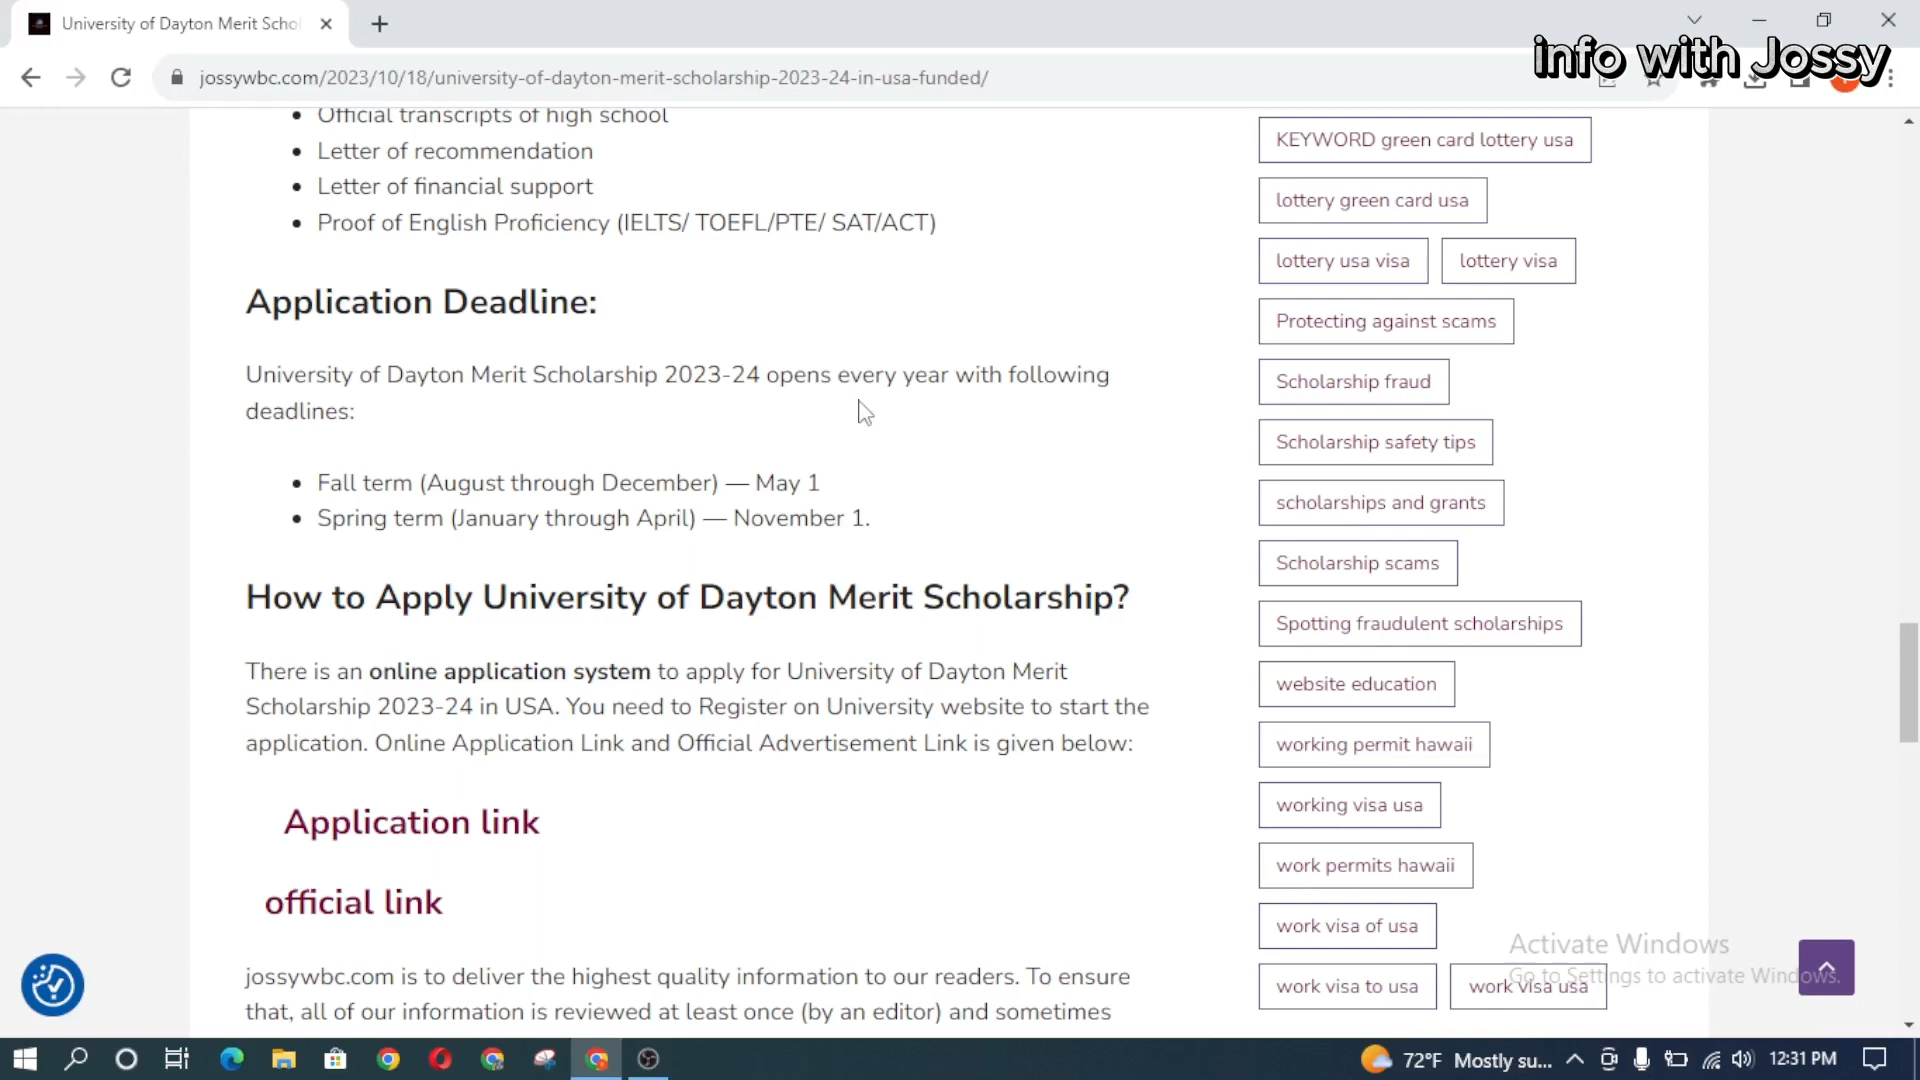 University of Dayton Merit Schol
info with Jossy
jossywbc.com/2023/10/18/university-of-dayton-merit-scholarship-2023-24-in-usa-funded/
Official transcripts of high school
Letter of recommendation
Letter of financial support
Proof of English Proficiency (IELTS/ TOEFL/PTE/ SAT/ACT)
Application Deadline:
University of Dayton Merit Scholarship 2023-24 opens every year with following
deadlines:
Fall term (August through December) — May 1
Spring term (January through April) — November 1.
How to Apply University of Dayton Merit Scholarship?
There is an online application system to apply for University of Dayton Merit
Scholarship 2023-24 in USA. You need to Register on University website to start the
application. Online Application Link and Official Advertisement Link is given below:
Application link
official link
jossywbc.com is to deliver the highest quality information to our readers. To ensure
that, all of our information is reviewed at least once (by an editor) and sometimes
KEYWORD green card lottery usa
lottery green card usa
lottery usa visa lottery visa
Protecting against scams
Scholarship fraud
Scholarship safety tips
scholarships and grants
Scholarship scams
Spotting fraudulent scholarships
website education
working permit hawaii
working visa usa
work permits hawaii
work visa of usa
work visa to usa work visa usa
Activate Windows
Go to Settings to activate Windows.
72°F Mostly su... 12:31 PM